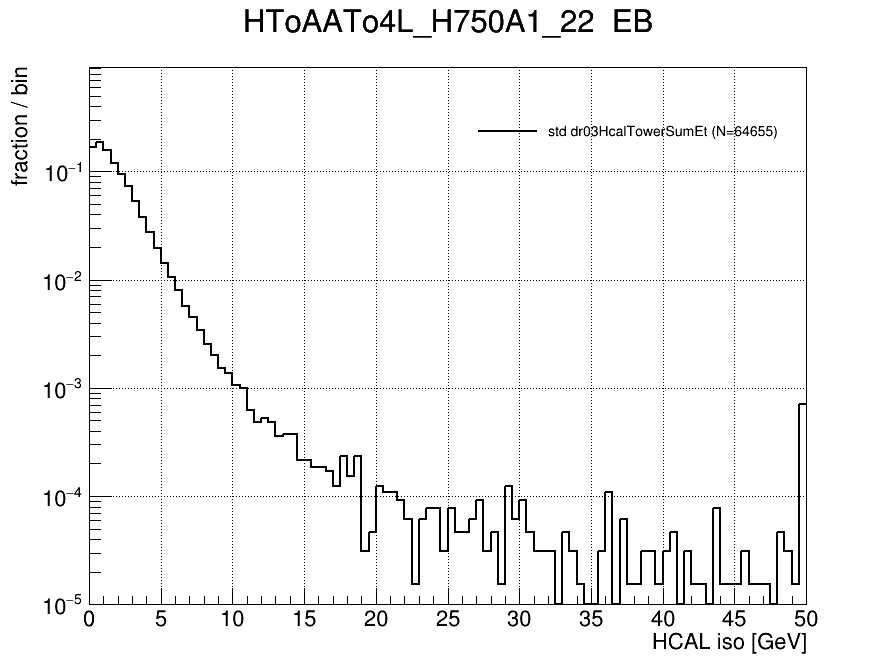 HToAATo4L_H750A1_22 EB
fraction / bin
std dr03HcalTowerSumEt (N=64655)
10⁻¹
10⁻²
10⁻³
10⁻⁴
10⁻⁵
0 5 10 15 20 25 30 35 40 45 50
HCAL iso [GeV]